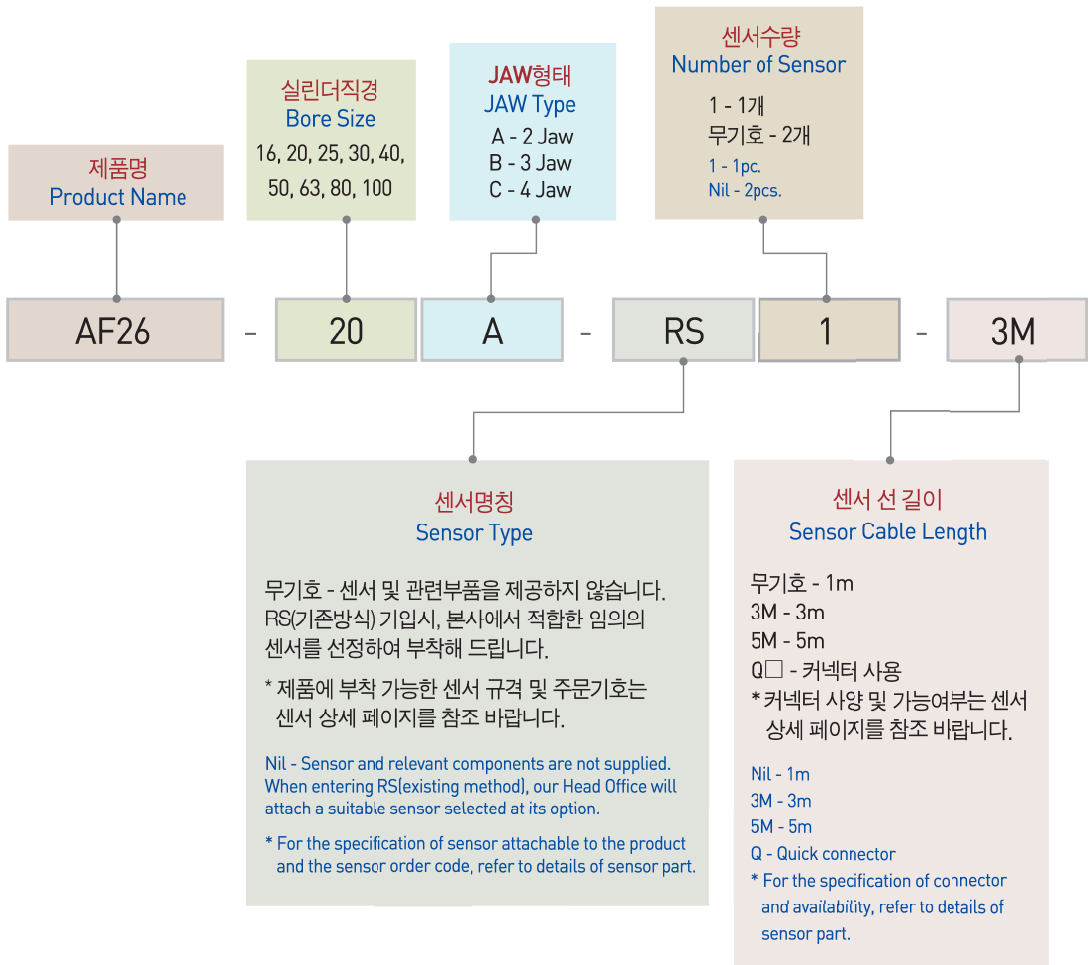 센서수량
Number of Sensor
1 - 1개
무기호 - 2개
1 - 1pc.
Nil - 2pcs.
JAW형태
JAW Type
A - 2 Jaw
B - 3 Jaw
C - 4 Jaw
실린더직경
Bore Size
16, 20, 25, 30, 40,
50, 63, 80, 100
제품명
Product Name
AF26 - 20 A - RS 1 - 3M
센서명칭
Sensor Type
무기호 - 센서 및 관련부품을 제공하지 않습니다.
RS(기존방식) 기입시, 본사에서 적합한 임의의
센서를 선정하여 부착해 드립니다.
* 제품에 부착 가능한 센서 규격 및 주문기호는
센서 상세 페이지를 참조 바랍니다.
Nil - Sensor and relevant components are not supplied.
When entering RS(existing method), our Head Office will
attach a suitable sensor selected at its option.
* For the specification of sensor attachable to the product
and the sensor order code, refer to details of sensor part.
센서 선 길이
Sensor Cable Length
무기호 - 1m
3M - 3m
5M - 5m
Q□ - 커넥터 사용
* 커넥터 사양 및 가능여부는 센서
상세 페이지를 참조 바랍니다.
Nil - 1m
3M - 3m
5M - 5m
Q - Quick connector
* For the specification of connector
and availability, refer to details of
sensor part.